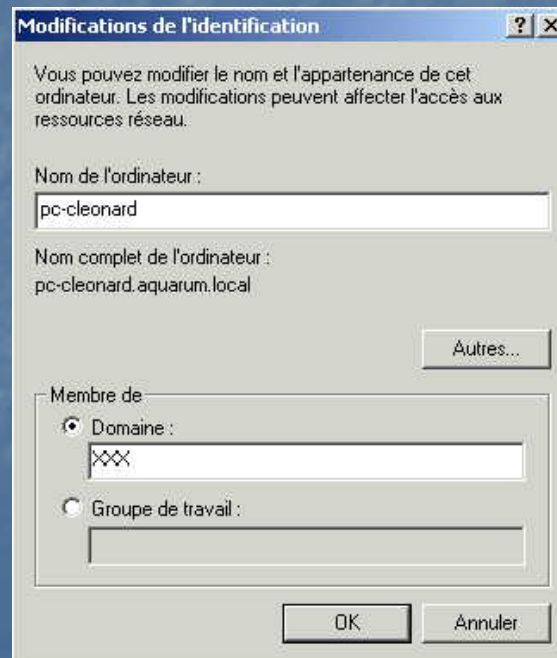 Modifications de l'identification
Vous pouvez modifier le nom et l'appartenance de cet
ordinateur. Les modifications peuvent affecter l'accès aux
ressources réseau.
Nom de l'ordinateur :
pc-cleonard
Nom complet de l'ordinateur :
pc-cleonard.aquarum.local
Autres...
Membre de
Domaine :
XXX
Groupe de travail :
OK Annuler